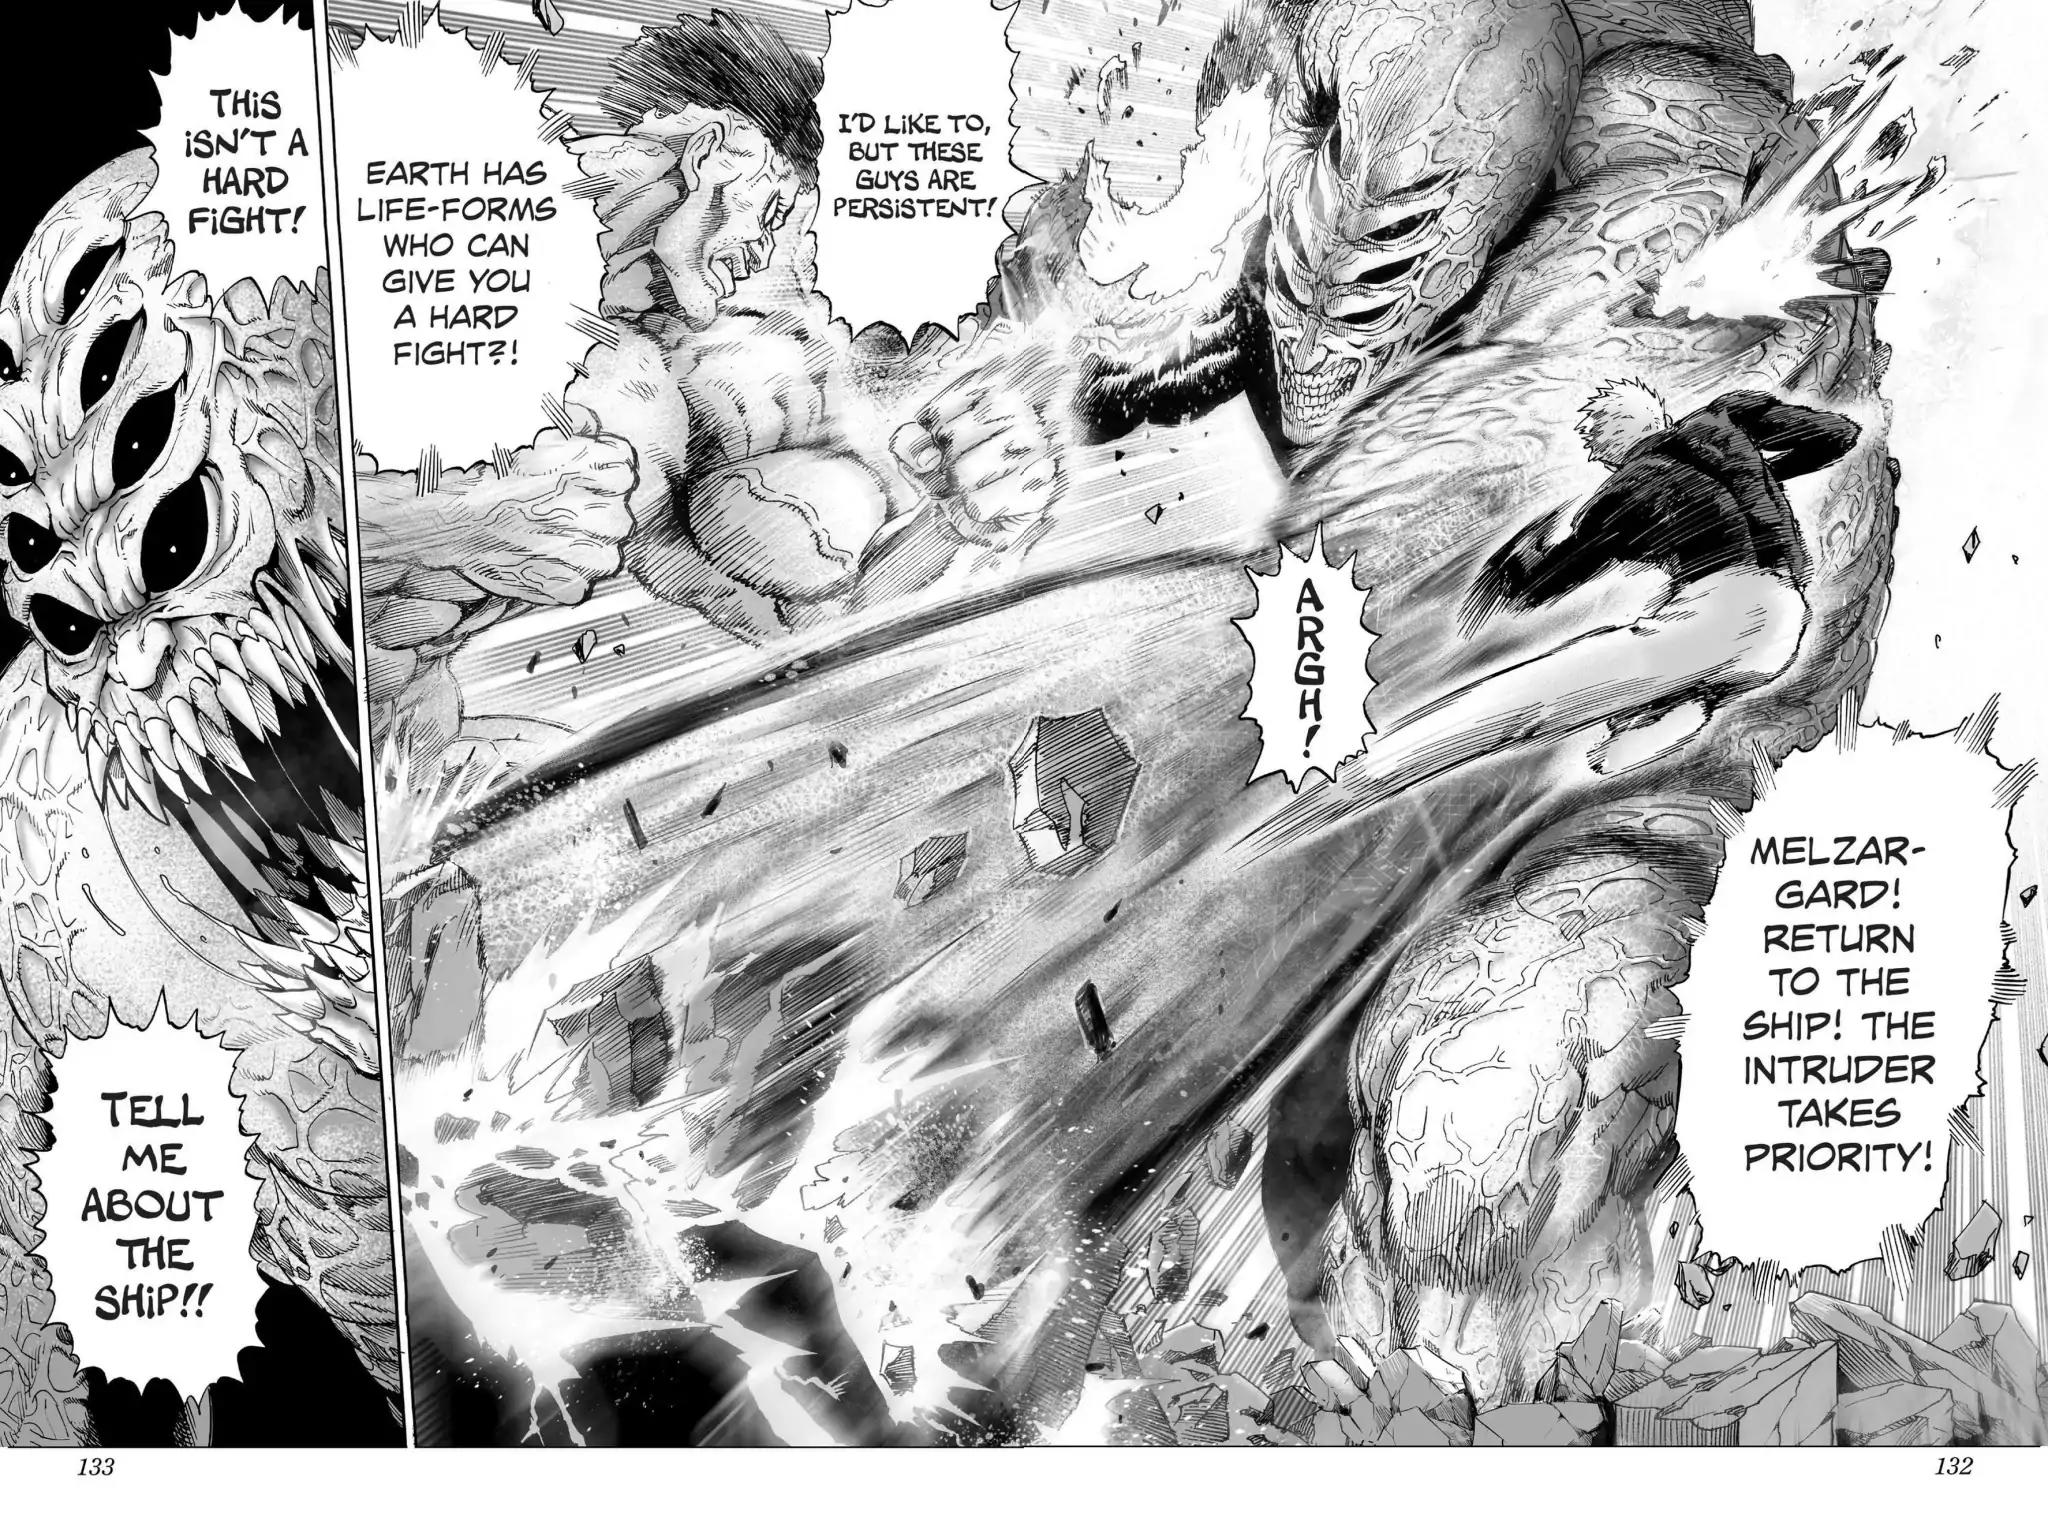 MELZAR-
GARD!
RETURN
TO THE
SHIP! THE
INTRUDER
TAKES
PRIORITY!
ARGH!
I'D LIKE TO,
BUT THESE
GUYS ARE
PERSISTENT!
EARTH HAS
LIFE-FORMS
WHO CAN
GIVE YOU
A HARD
FIGHT?!
THIS
ISN'T A
HARD
FIGHT!
TELL
ME
ABOUT
THE
SHIP!!
133
132